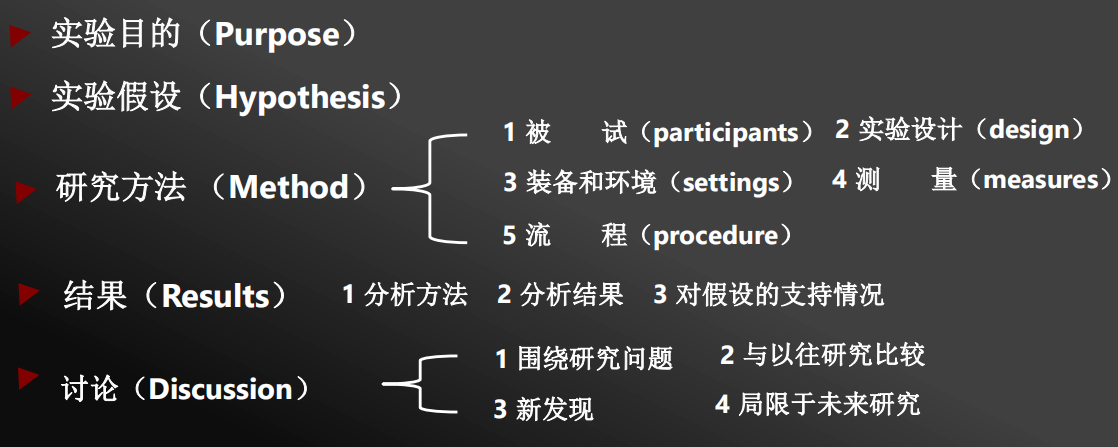 实验目的（Purpose）
实验假设（Hypothesis）
研究方法 （Method）
1 被 试（participants） 2 实验设计（design）
3 装备和环境（settings） 4 测 量（measures）
5 流 程（procedure）
结果（Results） 1 分析方法 2 分析结果 3 对假设的支持情况
讨论（Discussion）
1 围绕研究问题 2 与以往研究比较
3 新发现 4 局限于未来研究